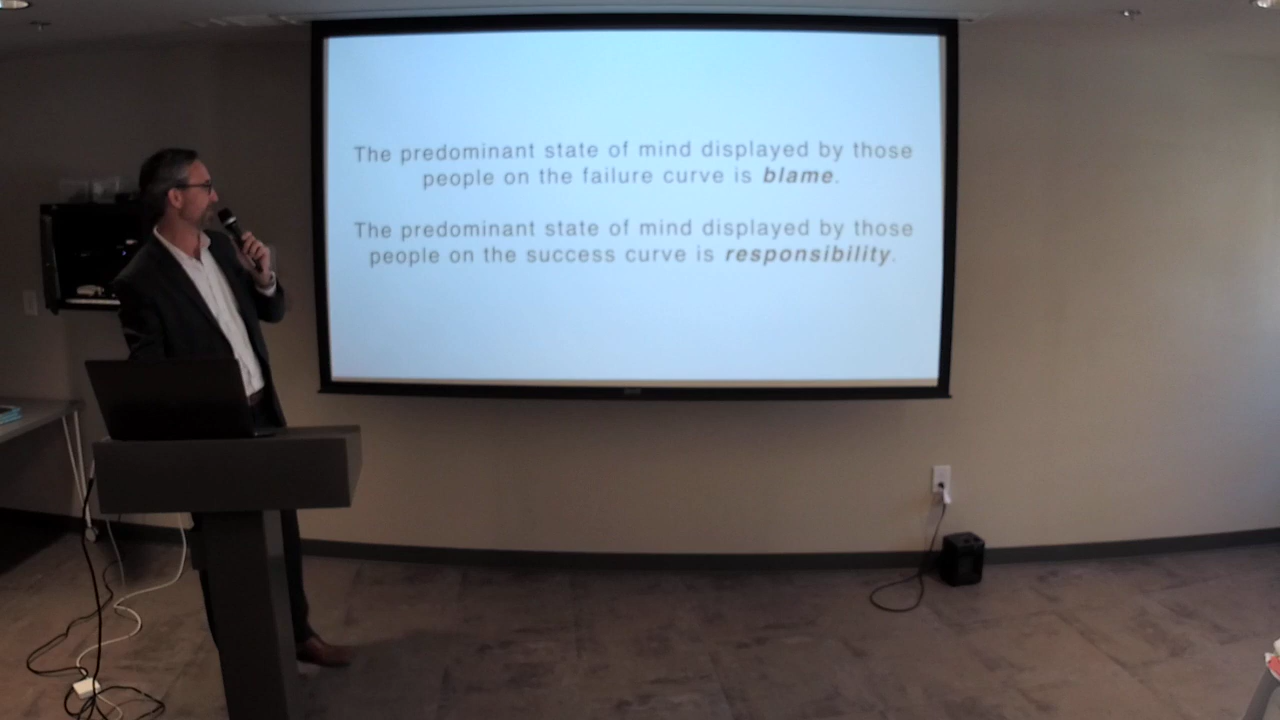 The predominant state of mind displayed by those
people on the failure curve is blame.
The predominant state of mind displayed by those
people on the success curve is responsibility.